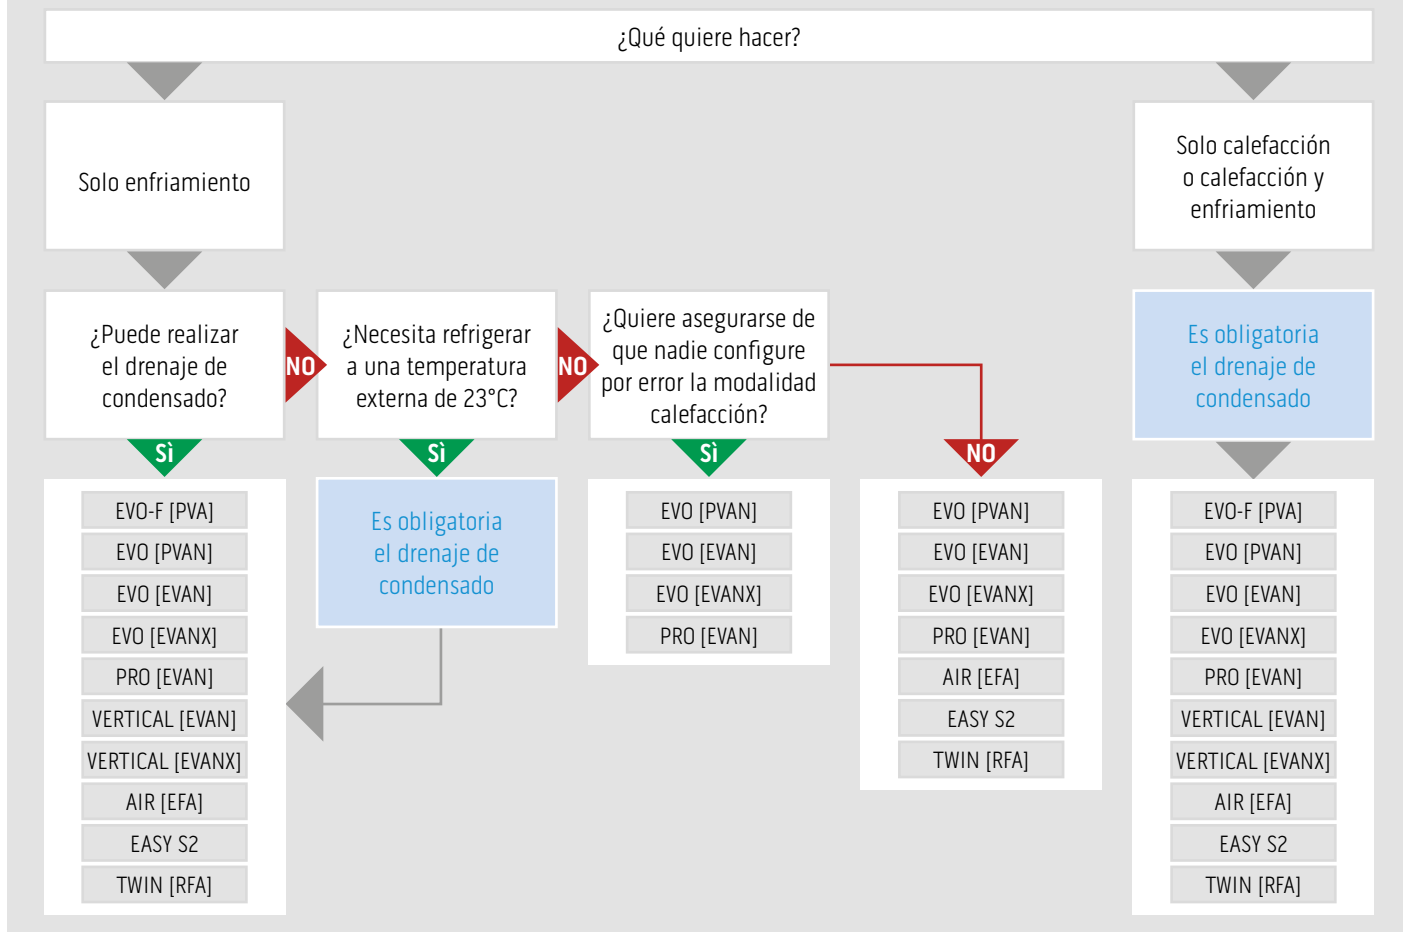 ¿Qué quiere hacer?
Solo enfriamiento
Solo calefacción
o calefacción y
enfriamiento
¿Puede realizar
el drenaje de
condensado?
NO
¿Necesita refrigerar
a una temperatura
externa de 23°C?
NO
¿Quiere asegurarse de
que nadie configure
por error la modalidad
calefacción?
Es obligatoria
el drenaje de
condensado
Sì
Sì
Sì
NO
EVO-F [PVA]
EVO [PVAN]
EVO [EVAN]
EVO [EVANX]
PRO [EVAN]
VERTICAL [EVAN]
VERTICAL [EVANX]
AIR [EFA]
EASY S2
TWIN [RFA]
Es obligatoria
el drenaje de
condensado
EVO [PVAN]
EVO [EVAN]
EVO [EVANX]
PRO [EVAN]
EVO [PVAN]
EVO [EVAN]
EVO [EVANX]
PRO [EVAN]
AIR [EFA]
EASY S2
TWIN [RFA]
EVO-F [PVA]
EVO [PVAN]
EVO [EVAN]
EVO [EVANX]
PRO [EVAN]
VERTICAL [EVAN]
VERTICAL [EVANX]
AIR [EFA]
EASY S2
TWIN [RFA]